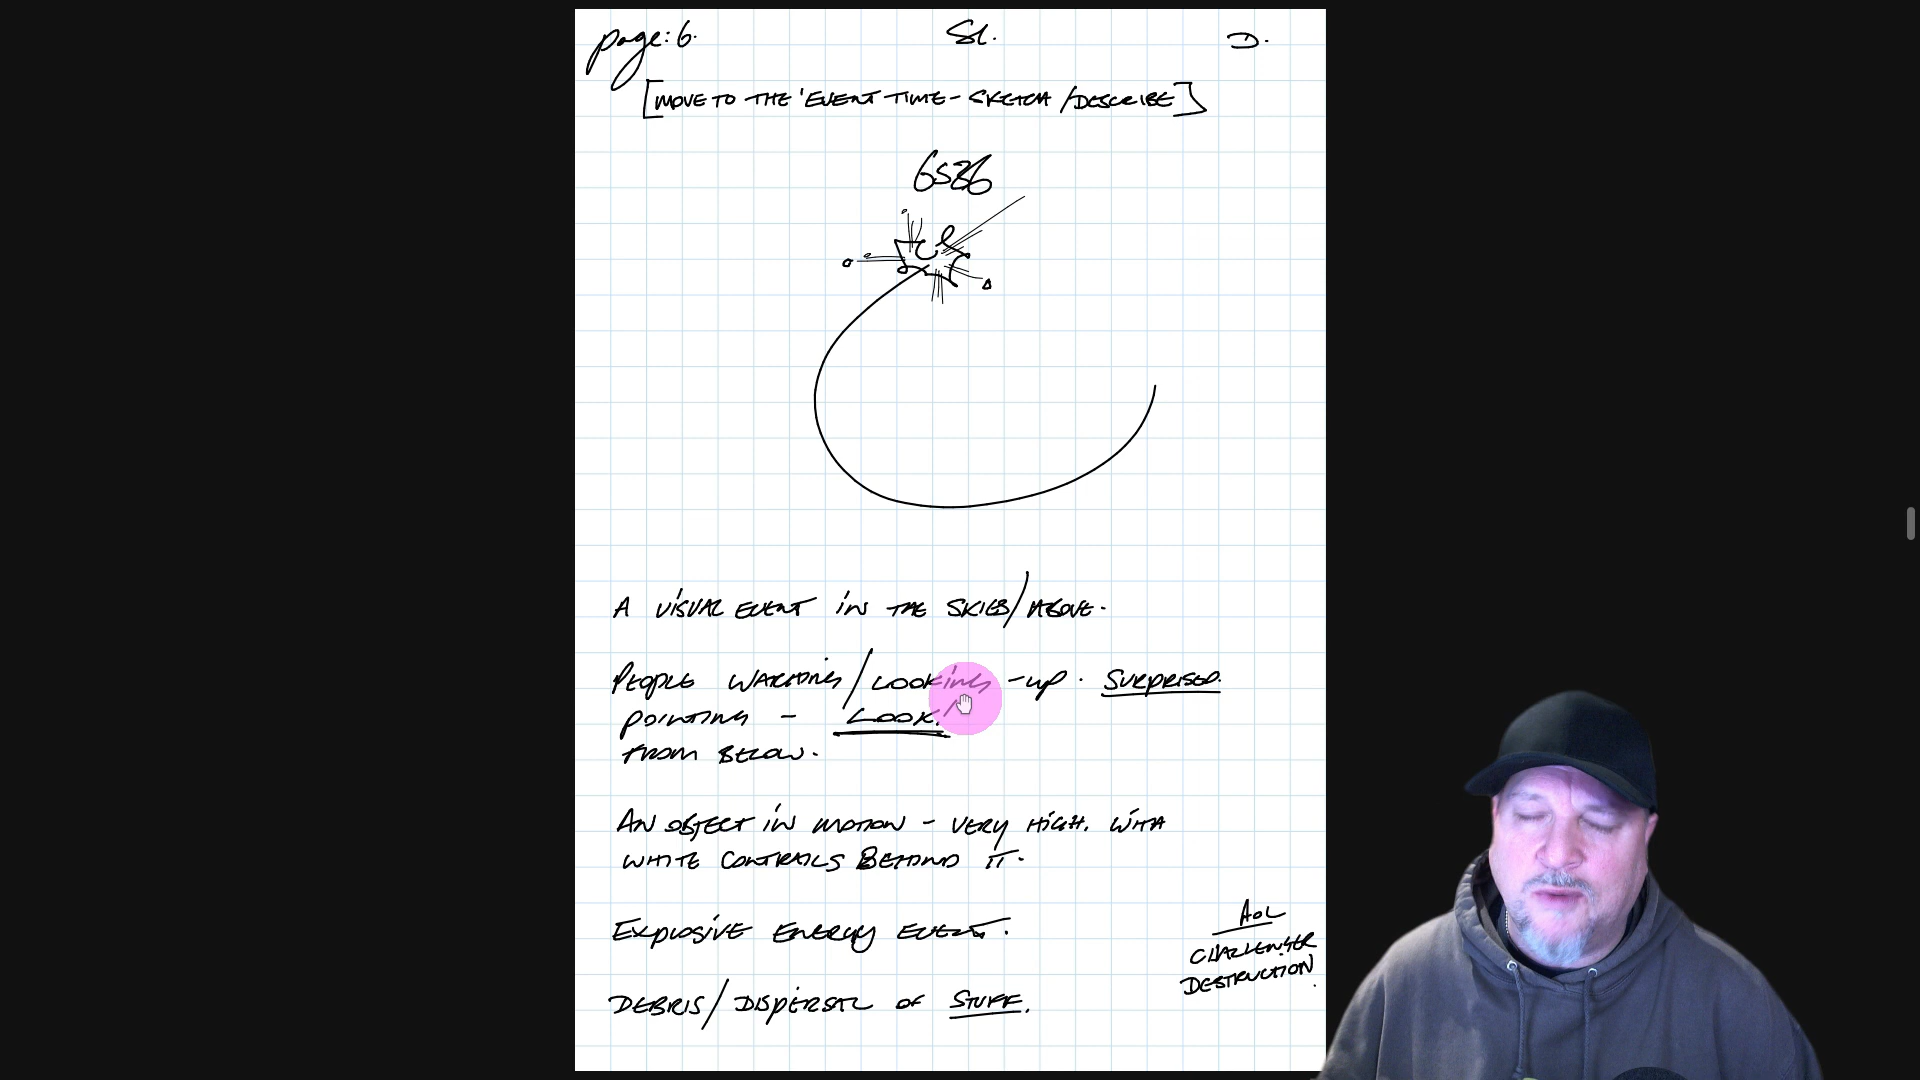 page: 6. SL. D.
[MOVE TO THE 'EVENT TIME - SKETCH / DESCRIBE]
6536
A VISUAL EVENT IN THE SKIES / ABOVE.
PEOPLE WATCHING / LOOKING - UP. SURPRISED.
POINTING - LOOK!
FROM BELOW.
AN OBJECT IN MOTION - VERY HIGH. WITH
WHITE CONTRAILS BEHIND IT.
EXPLOSIVE ENERGY EVENT.
AOL
CHALLENGER
DESTRUCTION.
DEBRIS / DISPERSAL OF STUFF.